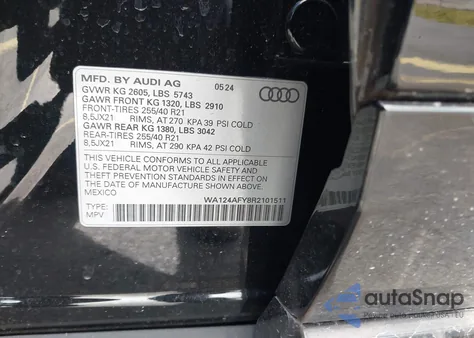 MFD. BY AUDI AG 05 24
GVWR KG 2605, LBS 5743
GAWR FRONT KG 1320, LBS 2910
FRONT-TIRES 255/40 R21
8,5JX21 RIMS, AT 270 KPA 39 PSI COLD
GAWR REAR KG 1380, LBS 3042
REAR-TIRES 255/40 R21
8,5JX21 RIMS, AT 290 KPA 42 PSI COLD
THIS VEHICLE CONFORMS TO ALL APPLICABLE
U.S. FEDERAL MOTOR VEHICLE SAFETY AND
THEFT PREVENTION STANDARDS IN EFFECT ON
THE DATE OF MANUFACTURE SHOWN ABOVE.
MEXICO
WA124AFY8R2101511
TYPE:
MPV
autoSnap